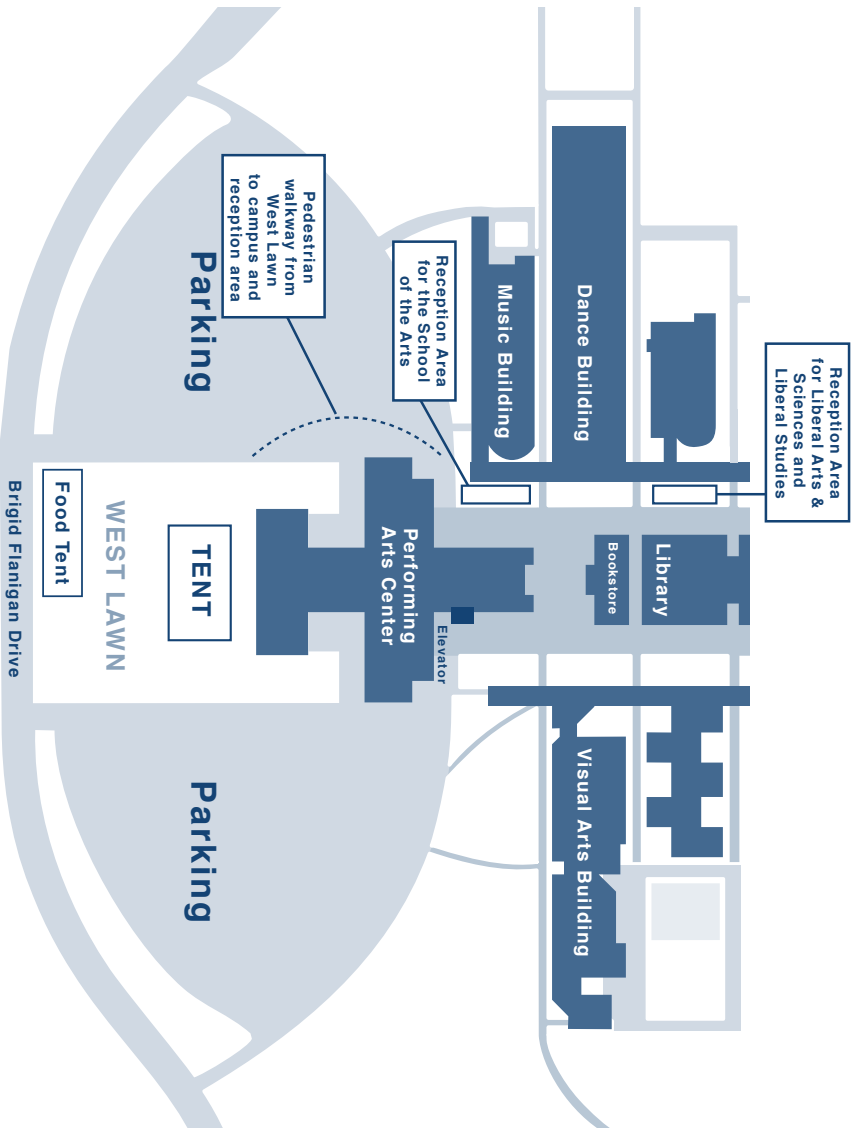 Reception Area
for Liberal Arts &
Sciences and
Liberal Studies
Dance Building
Music Building
Reception Area
for the School
of the Arts
Pedestrian
walkway from
West Lawn
to campus and
reception area
Parking
Library
Bookstore
Performing
Arts Center
Elevator
TENT
WEST LAWN
Food Tent
Brigid Flanigan Drive
Visual Arts Building
Parking